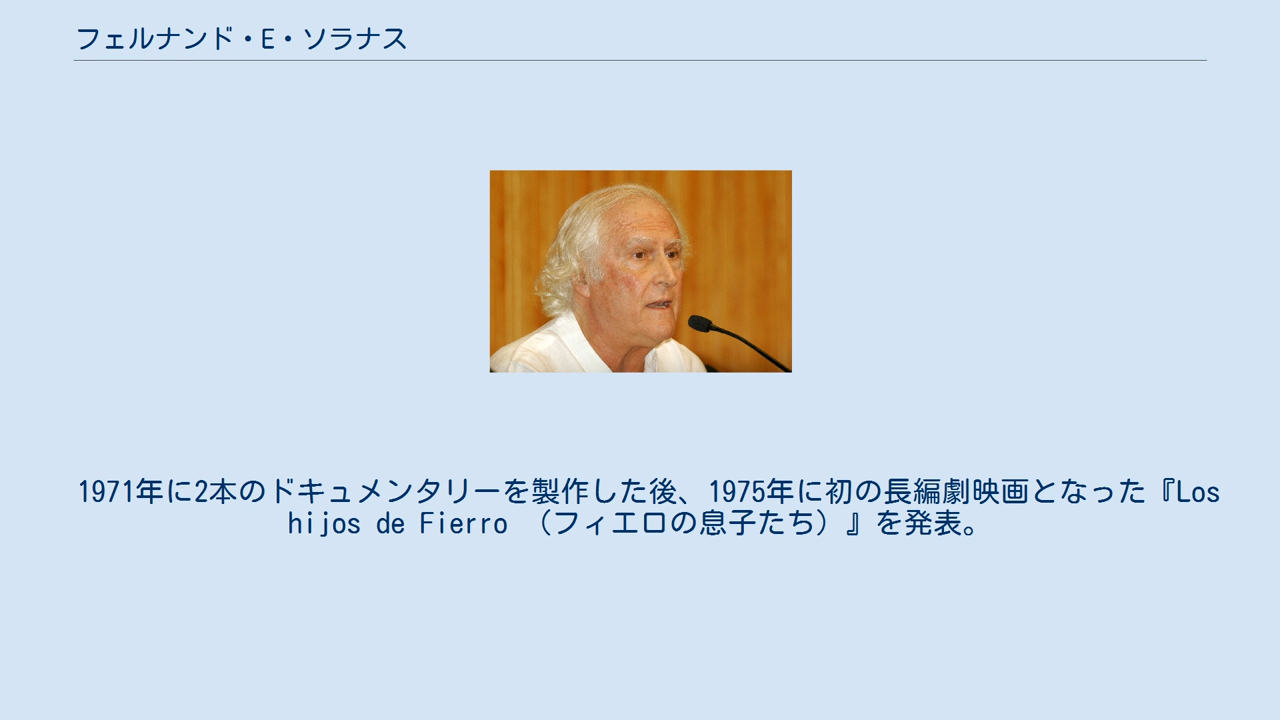 フェルナンド・E・ソラナス
1971年に2本のドキュメンタリーを製作した後、1975年に初の長編劇映画となった『Los
hijos de Fierro （フィエロの息子たち）』を発表。